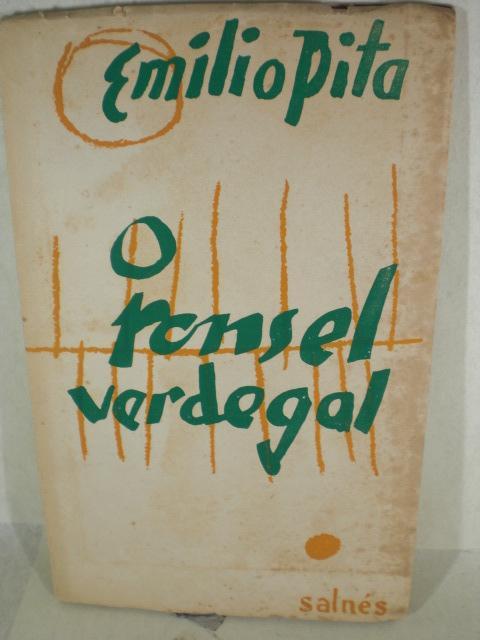 Emilio Pita
O
ronsel
verdegal
salnés